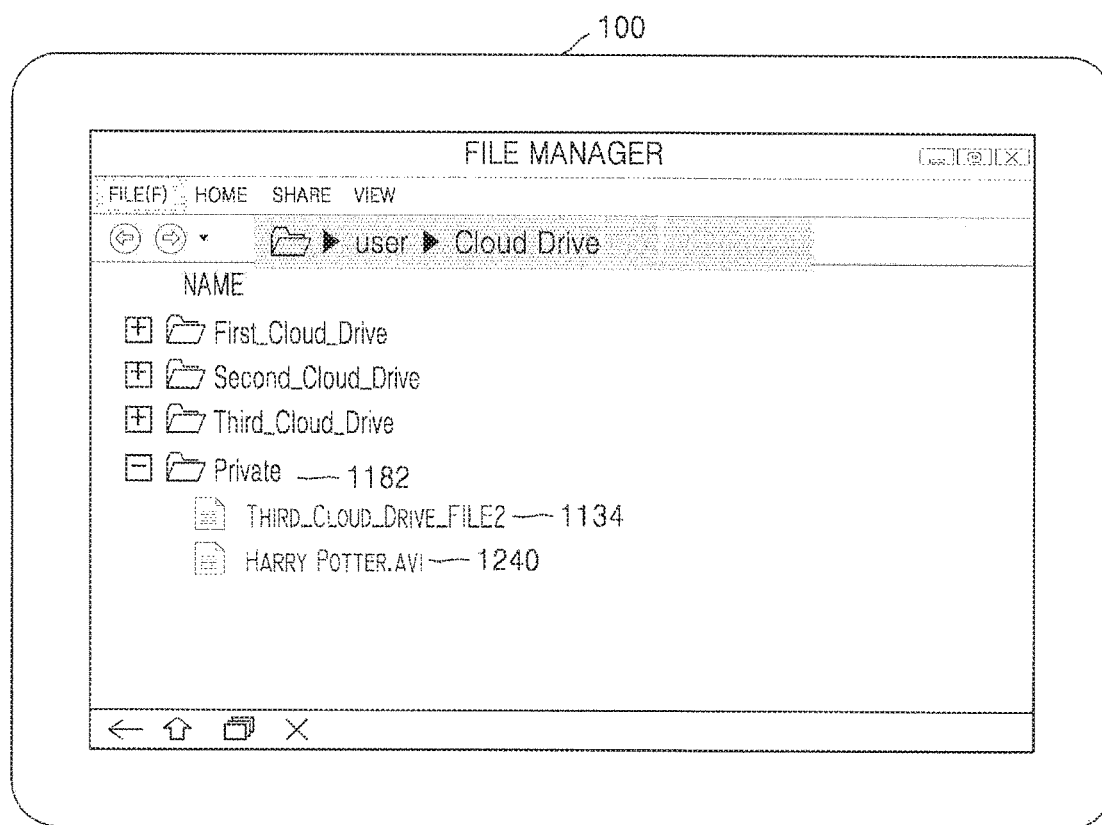 100
FILE MANAGER
FILE(F) HOME SHARE VIEW
user Cloud Drive
NAME
First_Cloud_Drive
Second_Cloud_Drive
Third_Cloud_Drive
Private 1182
THIRD_CLOUD_DRIVE_FILE2 1134
HARRY POTTER.AVI 1240